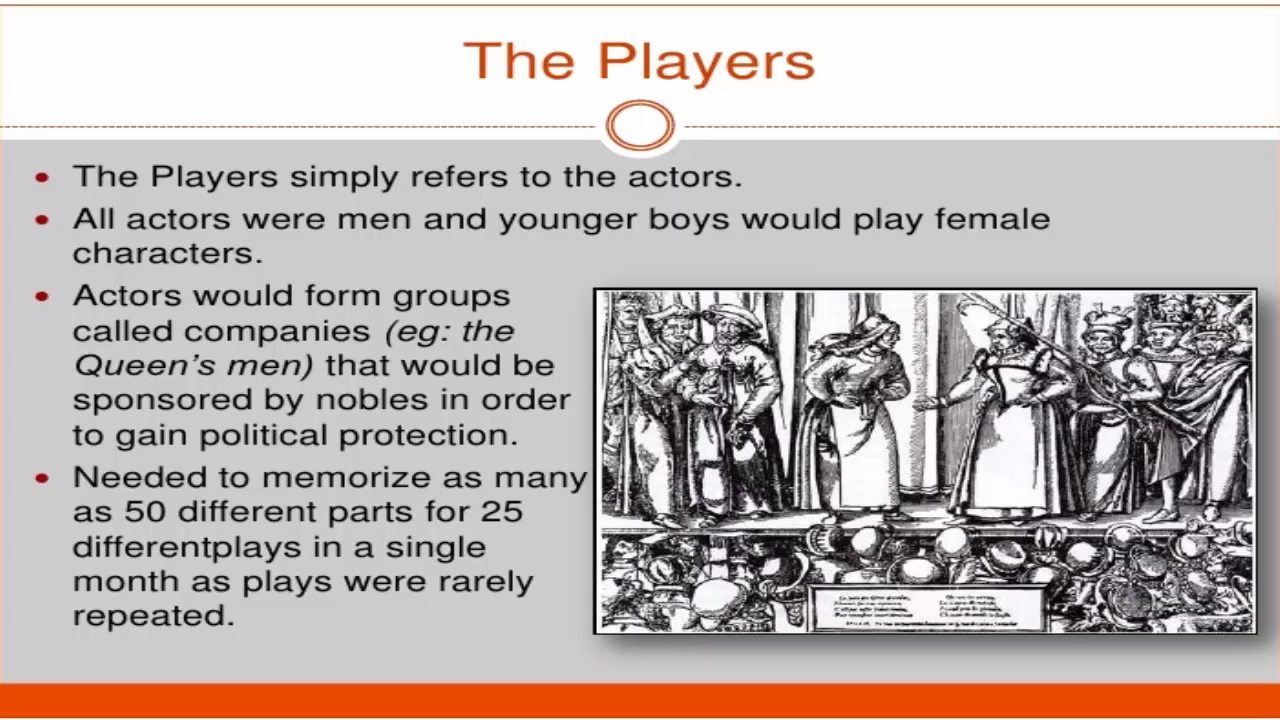 The Players
• The Players simply refers to the actors.
• All actors were men and younger boys would play female
characters.
• Actors would form groups
called companies (eg: the
Queen's men) that would be
sponsored by nobles in order
to gain political protection.
• Needed to memorize as many
as 50 different parts for 25
differentplays in a single
month as plays were rarely
repeated.